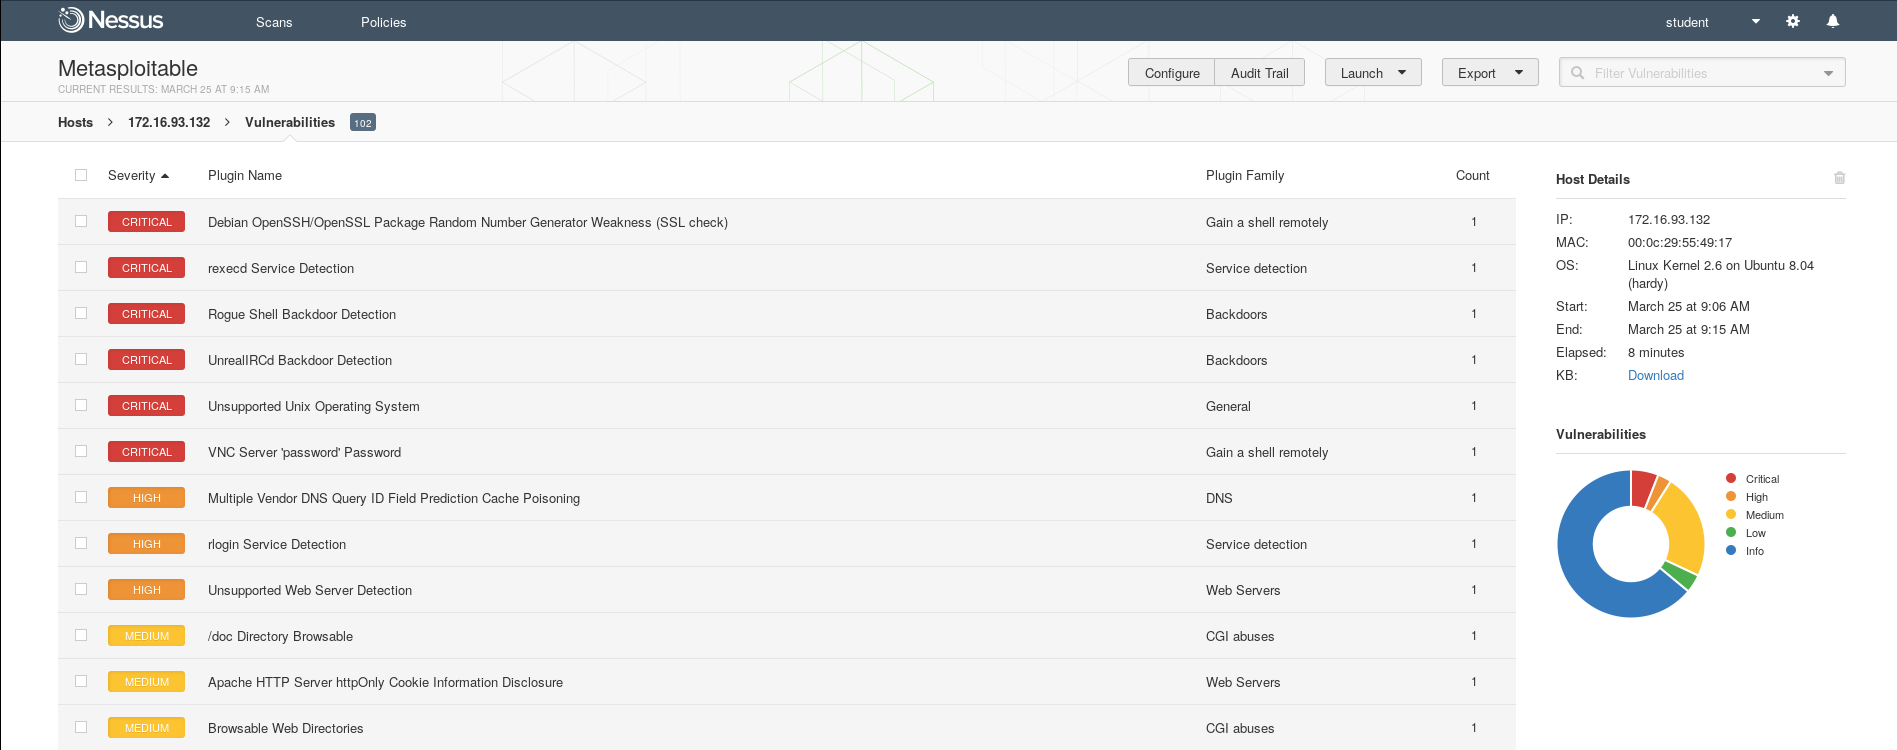 Nessus Scans Policies student
Metasploitable
CURRENT RESULTS: MARCH 25 AT 9:15 AM
Configure Audit Trail Launch Export Filter Vulnerabilities
Hosts 172.16.93.132 Vulnerabilities 102
Severity Plugin Name Plugin Family Count
CRITICAL Debian OpenSSH/OpenSSL Package Random Number Generator Weakness (SSL check) Gain a shell remotely 1
CRITICAL rexecd Service Detection Service detection 1
CRITICAL Rogue Shell Backdoor Detection Backdoors 1
CRITICAL UnrealIRCd Backdoor Detection Backdoors 1
CRITICAL Unsupported Unix Operating System General 1
CRITICAL VNC Server 'password' Password Gain a shell remotely 1
HIGH Multiple Vendor DNS Query ID Field Prediction Cache Poisoning DNS 1
HIGH rlogin Service Detection Service detection 1
HIGH Unsupported Web Server Detection Web Servers 1
MEDIUM /doc Directory Browsable CGI abuses 1
MEDIUM Apache HTTP Server httpOnly Cookie Information Disclosure Web Servers 1
MEDIUM Browsable Web Directories CGI abuses 1
Host Details
IP: 172.16.93.132
MAC: 00:0c:29:55:49:17
OS: Linux Kernel 2.6 on Ubuntu 8.04
(hardy)
Start: March 25 at 9:06 AM
End: March 25 at 9:15 AM
Elapsed: 8 minutes
KB: Download
Vulnerabilities
Critical
High
Medium
Low
Info